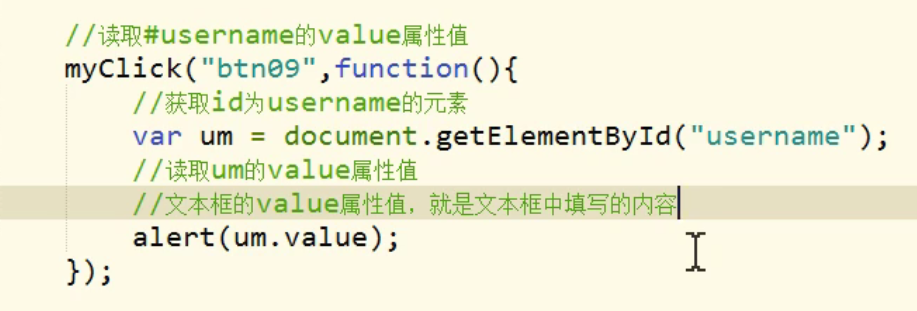 //读取#username的value属性值
myClick("btn09",function(){
//获取id为username的元素
var um = document.getElementById("username");
//读取um的value属性值
//文本框的value属性值，就是文本框中填写的内容
alert(um.value);
});